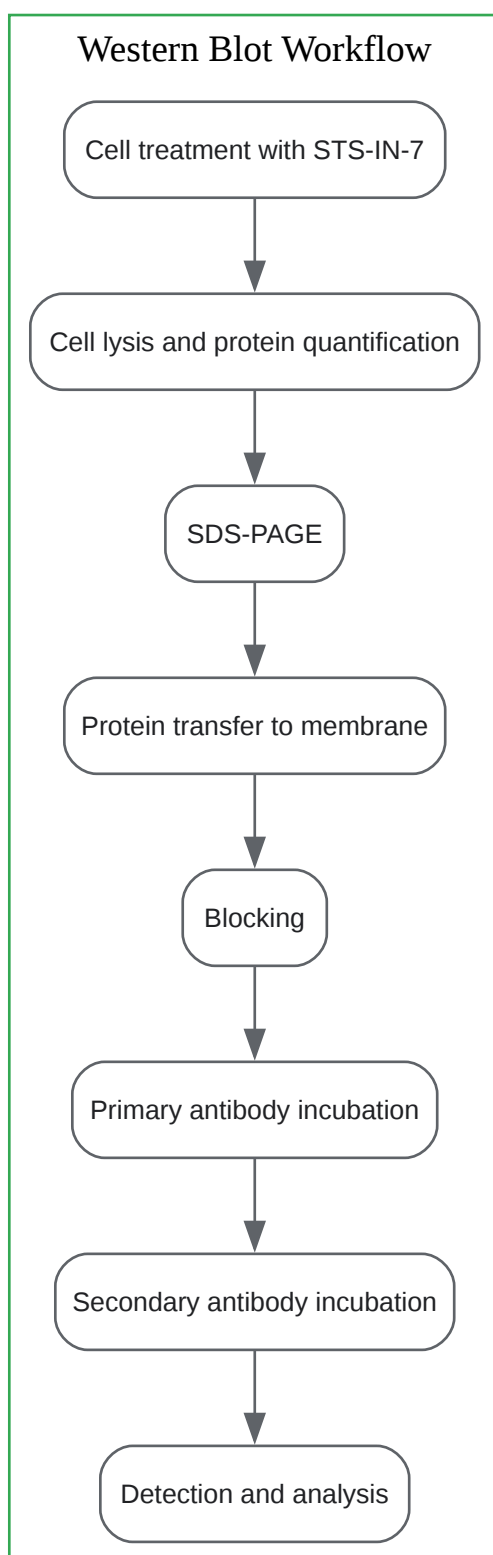 Western Blot Workflow
Cell treatment with STS-IN-7
Cell lysis and protein quantification
SDS-PAGE
Protein transfer to membrane
Blocking
Primary antibody incubation
Secondary antibody incubation
Detection and analysis